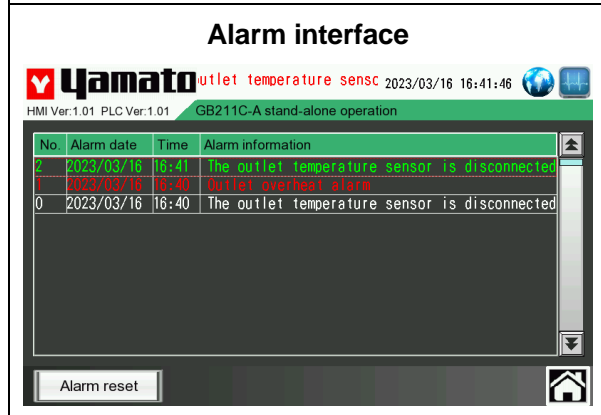 Alarm interface
Yamato utlet temperature sensc 2023/03/16 16:41:46
HMI Ver:1.01 PLC Ver:1.01 GB211C-A stand-alone operation
No. Alarm date Time Alarm information
2 2023/03/16 16:41 The outlet temperature sensor is disconnected
1 2023/03/16 16:40 Outlet overheat alarm
0 2023/03/16 16:40 The outlet temperature sensor is disconnected
Alarm reset